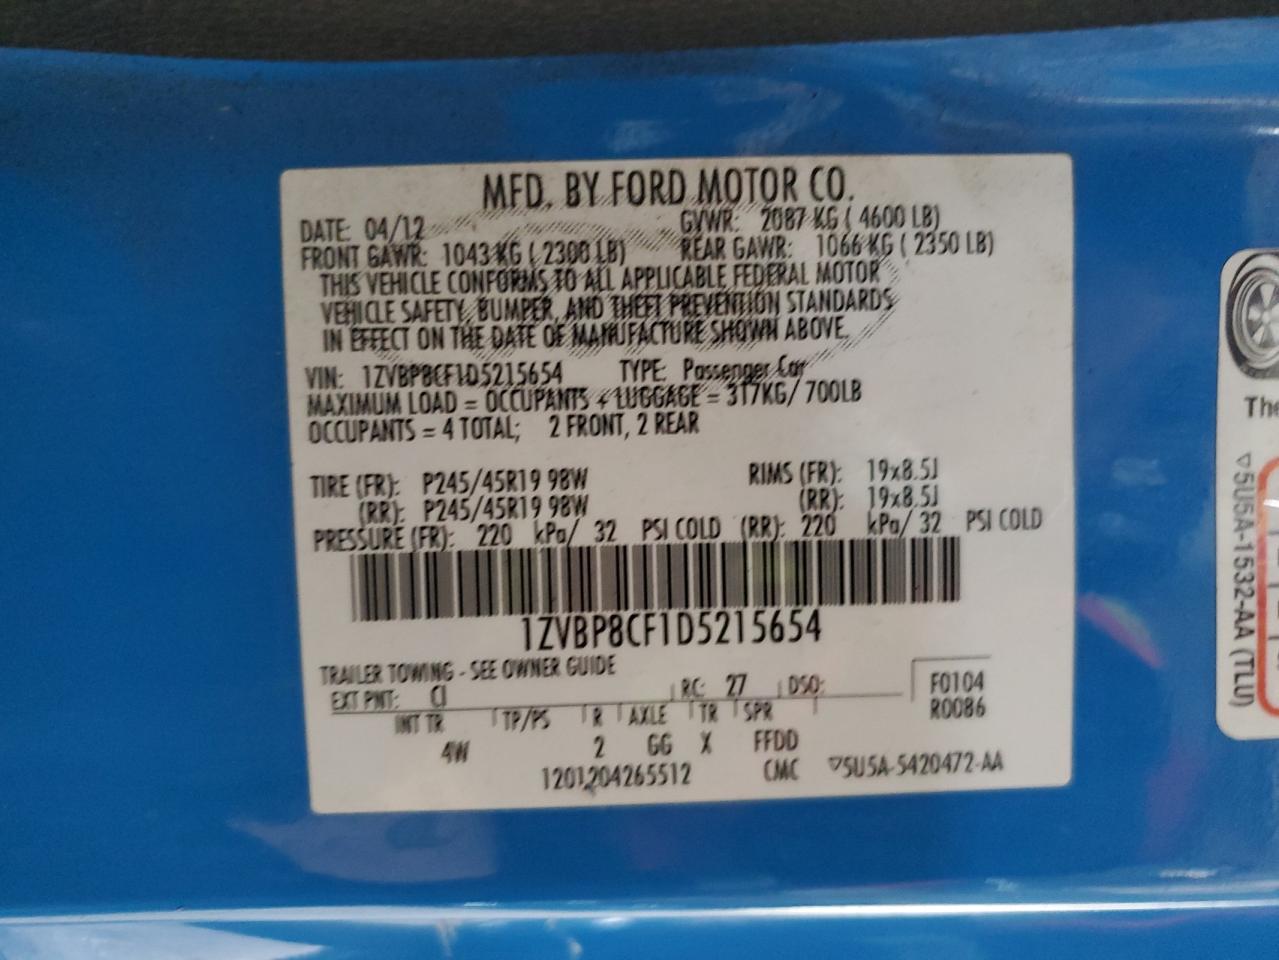 MFD. BY FORD MOTOR CO.
DATE: 04/12 GVWR: 2087 KG ( 4600 LB)
FRONT GAWR: 1043 KG ( 2300 LB) REAR GAWR: 1066 KG ( 2350 LB)
THIS VEHICLE CONFORMS TO ALL APPLICABLE FEDERAL MOTOR
VEHICLE SAFETY, BUMPER, AND THEFT PREVENTION STANDARDS
IN EFFECT ON THE DATE OF MANUFACTURE SHOWN ABOVE.
VIN: 1ZVBP8CF1D5215654 TYPE: Passenger Car
MAXIMUM LOAD = OCCUPANTS + LUGGAGE = 317KG/ 700LB
OCCUPANTS = 4 TOTAL; 2 FRONT, 2 REAR
TIRE (FR): P245/45R19 98W RIMS (FR): 19x8.5J
(RR): P245/45R19 98W (RR): 19x8.5J
PRESSURE (FR): 220 kPa/ 32 PSI COLD (RR): 220 kPa/ 32 PSI COLD
1ZVBP8CF1D5215654
TRAILER TOWING - SEE OWNER GUIDE
EXT PNT: CI RC: 27 DSO: F0104
INT TR TP/PS R AXLE TR SPR R0086
4W 2 GG X FFDD
1201204265512 CMC ▽5U5A-5420472-AA
The
▽5U5A-1532-AA (TLU)